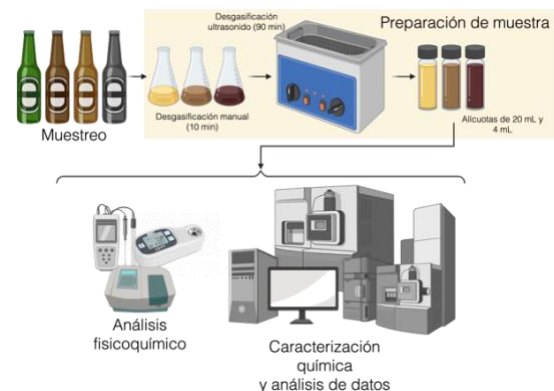 Desgasificación
ultrasonido (90 min)
Preparación de muestra
Muestreo
Desgasificación manual
(10 min)
Alícuotas de 20 mL y
4 mL
Análisis
fisicoquímico
Caracterización
química
y análisis de datos